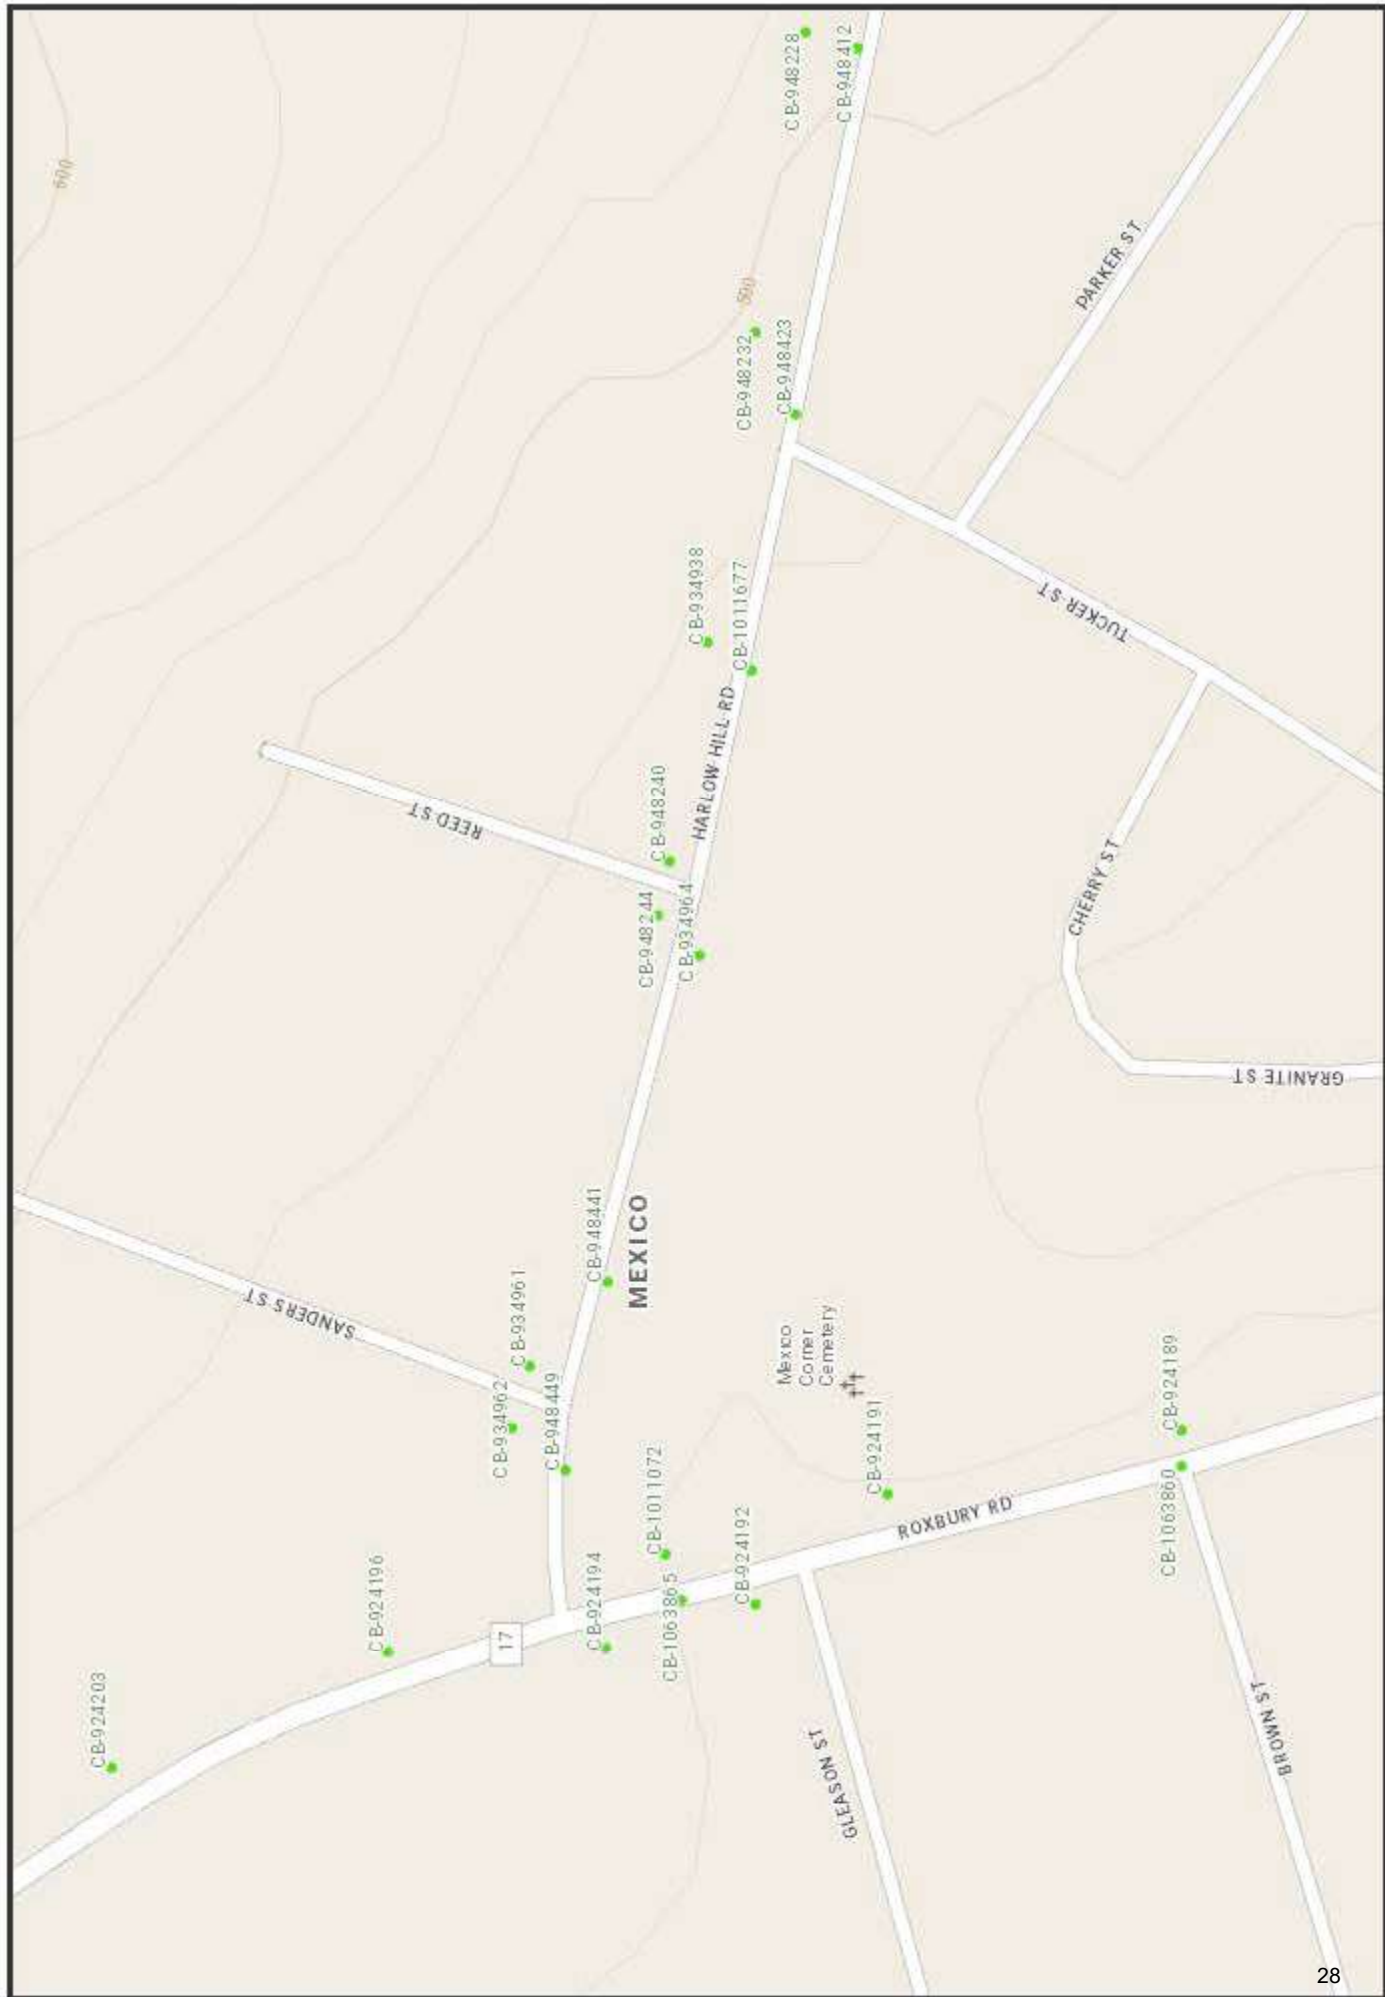 600
CB-948228
CB-948412
PARKER ST
500
CB-948232
CB-948423
CB-934938
CB-1011677
TUCKER ST
HARLOW HILL RD
REED ST
CB-948240
CB-948244
CB-934964
CHERRY ST
GRANITE ST
CB-948441
MEXICO
SANDERS ST
CB-934961
CB-934962
CB-948449
Mexico
Corner
Cemetery
CB-924191
CB-924189
CB-1063860
ROXBURY RD
CB-1011072
CB-924192
CB-1063865
CB-924194
17
CB-924196
CB-924203
GLEASON ST
BROWN ST
28